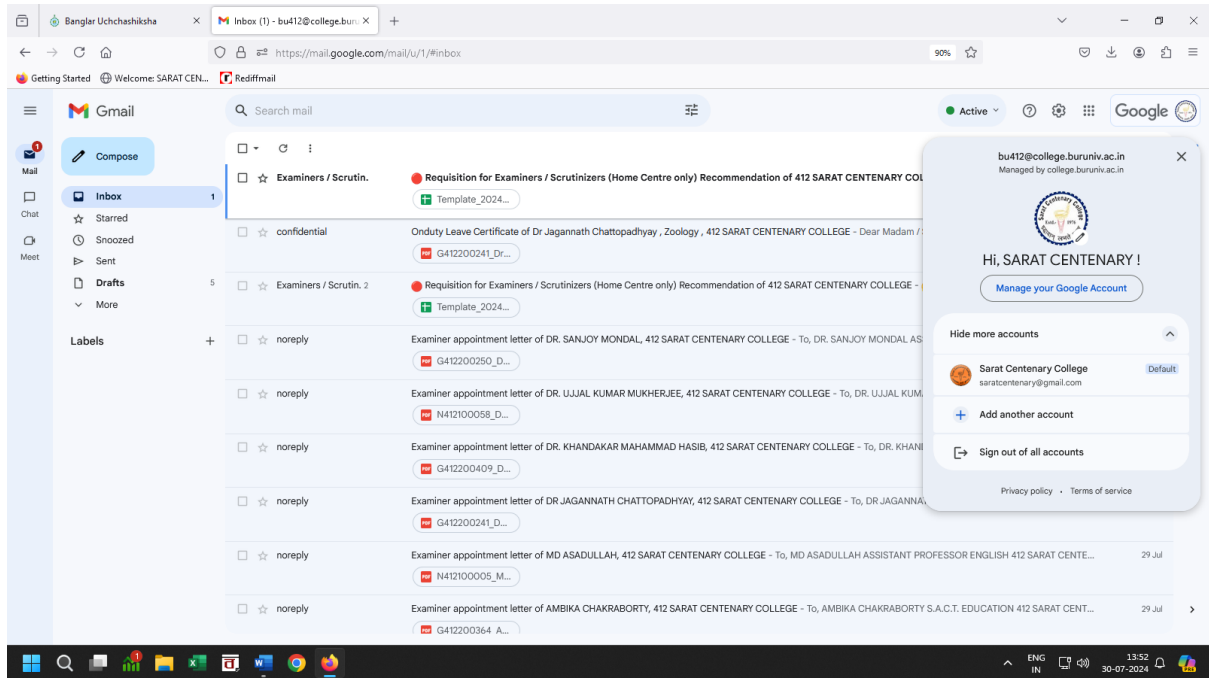 Banglar Uchchashiksha
Inbox (1) - bu412@college.bur
https://mail.google.com/mail/u/1/#inbox
90%
Getting Started
Welcome: SARAT CEN...
Rediffmail
Gmail
Search mail
Active
Google
1
Mail
Chat
Meet
Compose
Inbox 1
Starred
Snoozed
Sent
Drafts 5
More
Labels
Examiners / Scrutin. Requisition for Examiners / Scrutinizers (Home Centre only) Recommendation of 412 SARAT CENTENARY COL
Template_2024...
confidential Onduty Leave Certificate of Dr Jagannath Chattopadhyay , Zoology , 412 SARAT CENTENARY COLLEGE - Dear Madam /
G412200241_Dr...
Examiners / Scrutin. 2 Requisition for Examiners / Scrutinizers (Home Centre only) Recommendation of 412 SARAT CENTENARY COLLEGE -
Template_2024...
noreply Examiner appointment letter of DR. SANJOY MONDAL, 412 SARAT CENTENARY COLLEGE - To, DR. SANJOY MONDAL AS
PDF G412200250_D...
noreply Examiner appointment letter of DR. UJJAL KUMAR MUKHERJEE, 412 SARAT CENTENARY COLLEGE - To, DR. UJJAL KUM
PDF N412100058_D...
noreply Examiner appointment letter of DR. KHANDAKAR MAHAMMAD HASIB, 412 SARAT CENTENARY COLLEGE - To, DR. KHAN
PDF G412200409_D...
noreply Examiner appointment letter of DR JAGANNATH CHATTOPADHYAY, 412 SARAT CENTENARY COLLEGE - To, DR JAGANNA
PDF G412200241_D...
noreply Examiner appointment letter of MD ASADULLAH, 412 SARAT CENTENARY COLLEGE - To, MD ASADULLAH ASSISTANT PROFESSOR ENGLISH 412 SARAT CENTE... 29 Jul
PDF N412100005_M...
noreply Examiner appointment letter of AMBIKA CHAKRABORTY, 412 SARAT CENTENARY COLLEGE - To, AMBIKA CHAKRABORTY S.A.C.T. EDUCATION 412 SARAT CENT... 29 Jul
PDF G412200364_A...
bu412@college.buruniv.ac.in
Managed by college.buruniv.ac.in
Hi, SARAT CENTENARY !
Manage your Google Account
Hide more accounts
Sarat Centenary College Default
saratcentenary@gmail.com
Add another account
Sign out of all accounts
Privacy policy • Terms of service
ENG
IN
13:52
30-07-2024